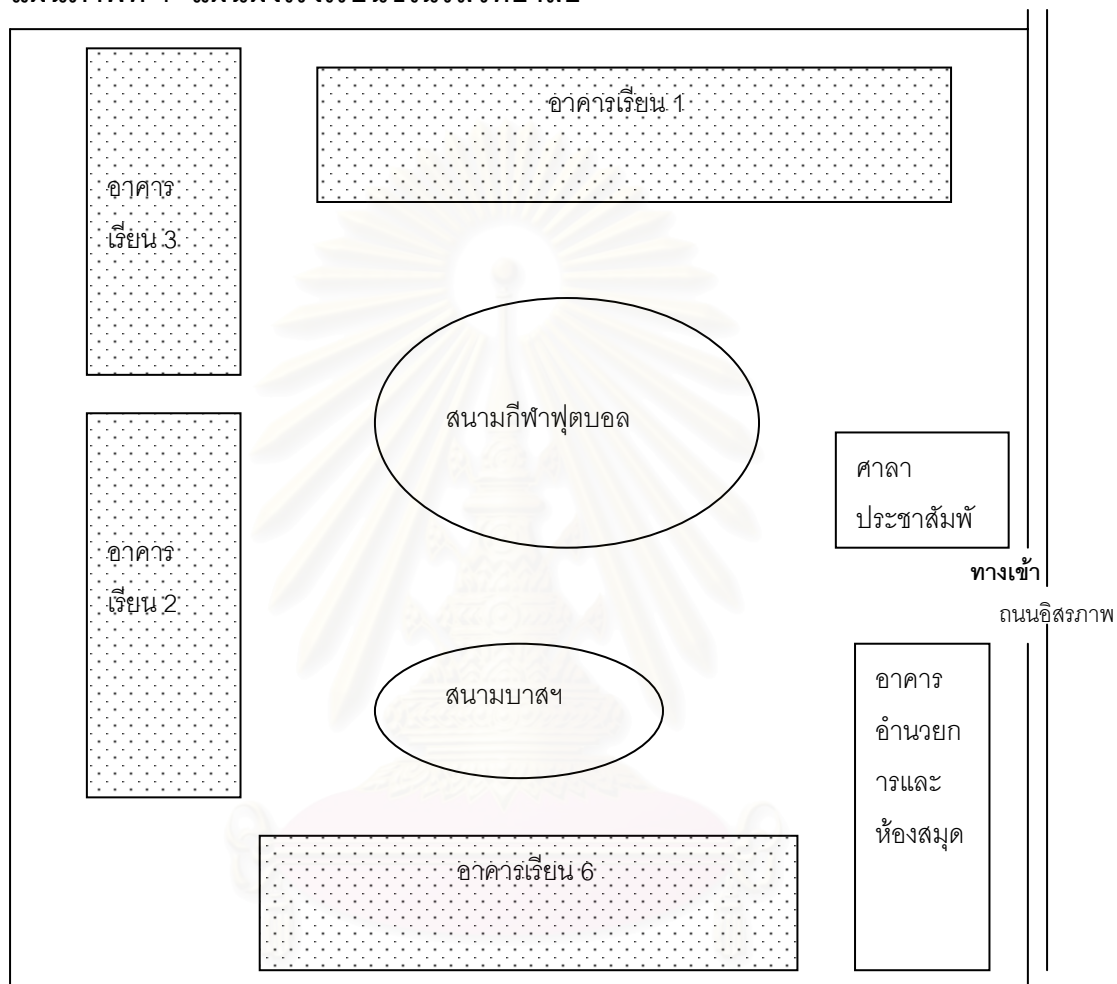 อาคารเรียน 1
อาคาร
เรียน 3
สนามกีฬาฟุตบอล
ศาลา
ประชาสัมพั
อาคาร
เรียน 2
ทางเข้า
ถนนอิสรภาพ
สนามบาสฯ
อาคาร
อำนวยก
ารและ
ห้องสมุด
อาคารเรียน 6